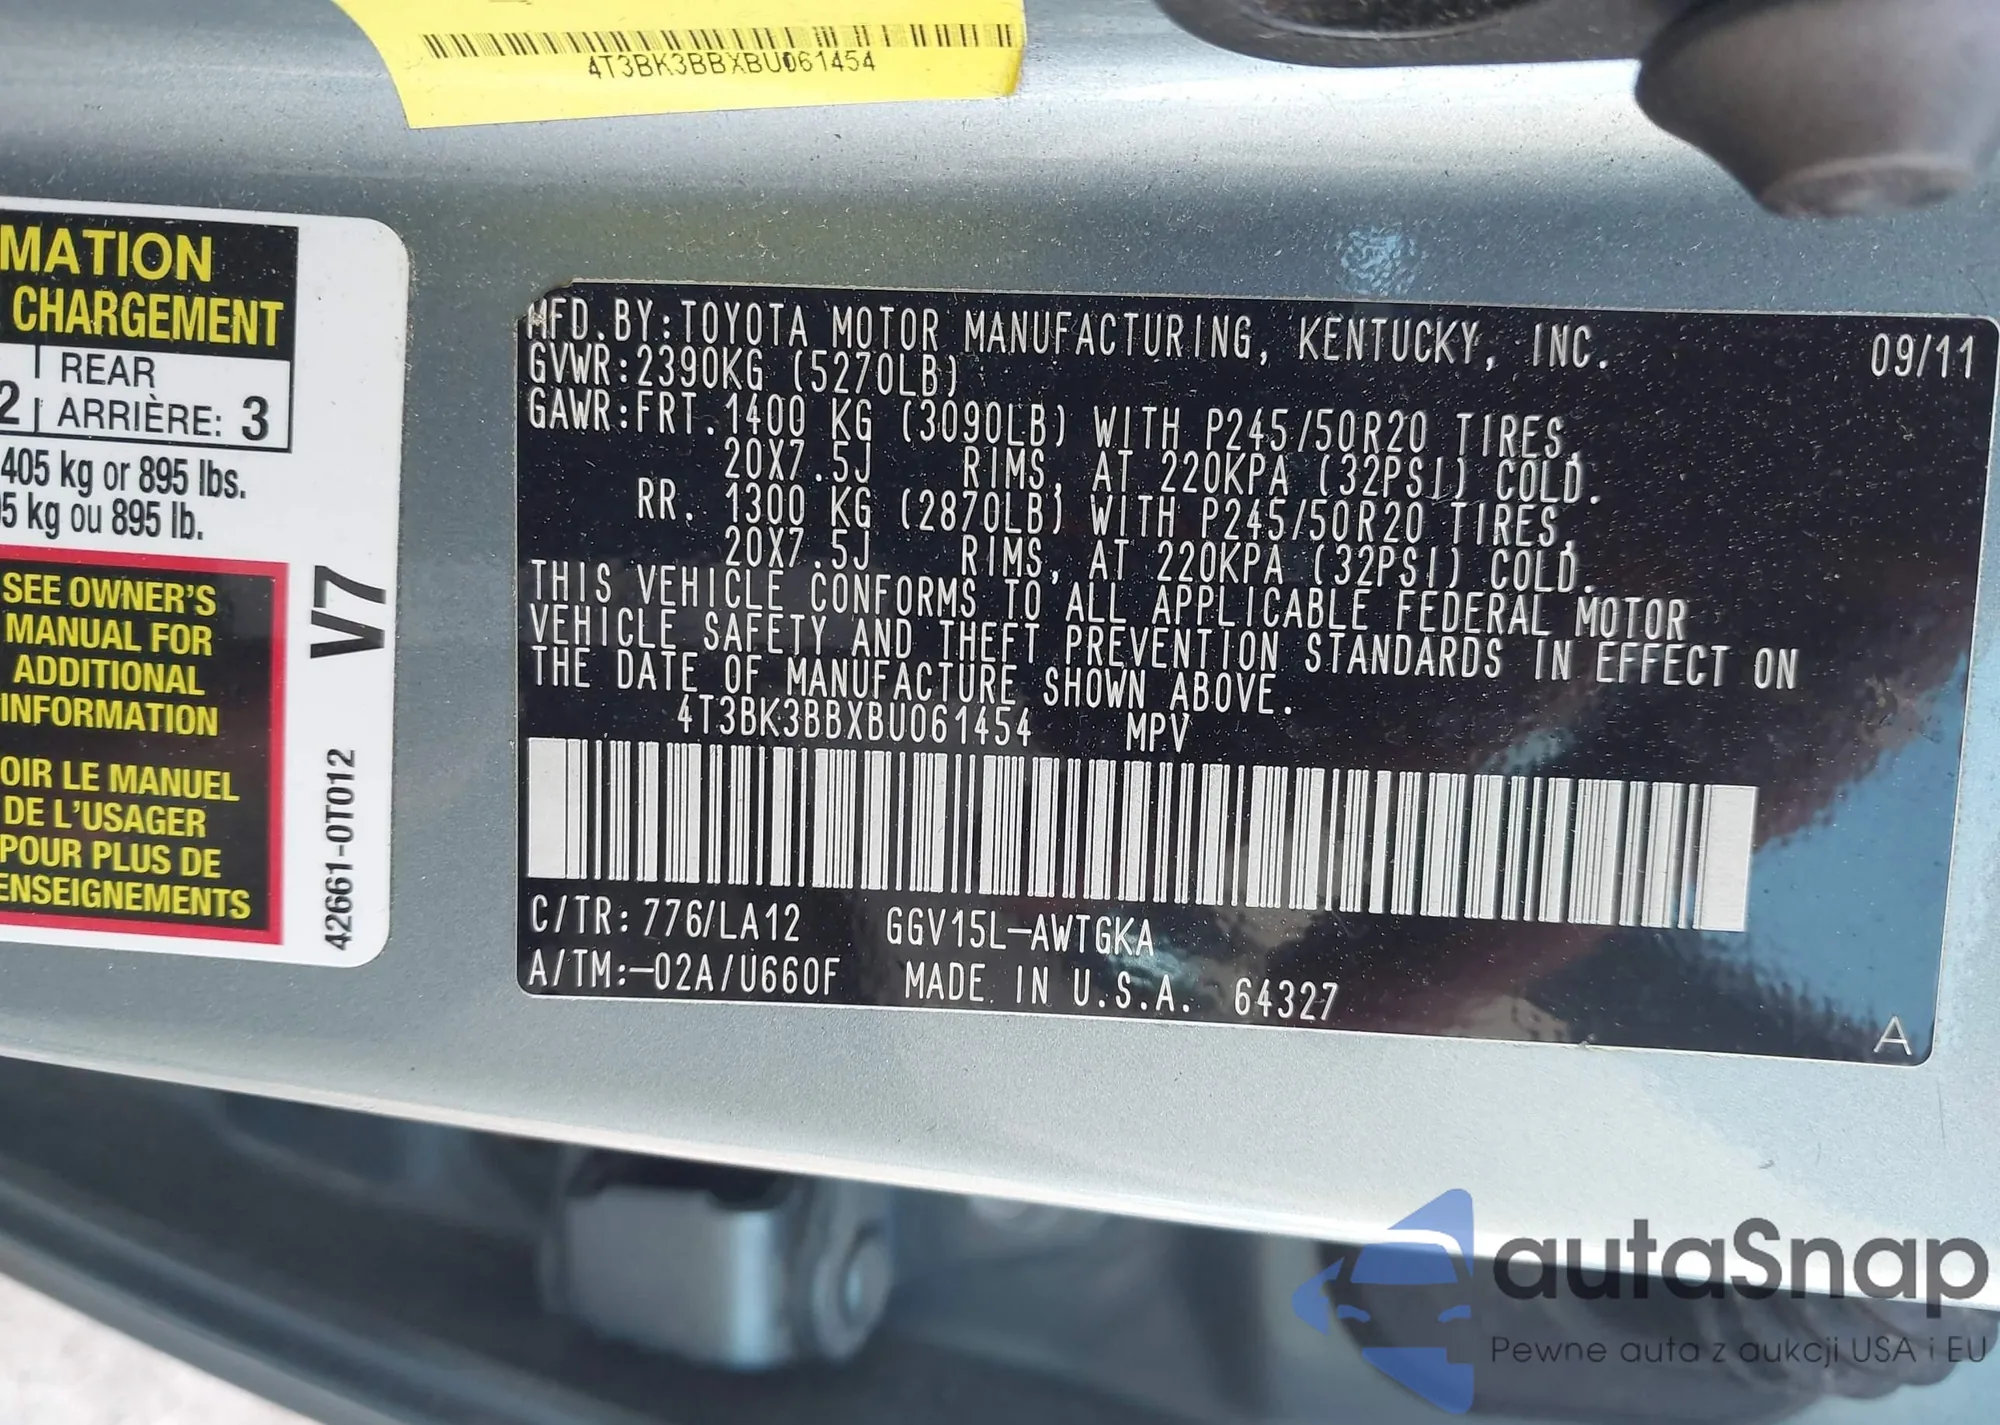 4T3BK3BBXBU061454
MATION
CHARGEMENT
2 REAR
ARRIÈRE: 3
405 kg or 895 lbs.
5 kg ou 895 lb.
SEE OWNER'S
MANUAL FOR
ADDITIONAL
INFORMATION
OIR LE MANUEL
DE L'USAGER
POUR PLUS DE
ENSEIGNEMENTS
V7
42661-0T012
MFD.BY:TOYOTA MOTOR MANUFACTURING, KENTUCKY, INC. 09/11
GVWR:2390KG (5270LB)
GAWR:FRT.1400 KG (3090LB) WITH P245/50R20 TIRES,
20X7.5J RIMS, AT 220KPA (32PSI) COLD.
RR. 1300 KG (2870LB) WITH P245/50R20 TIRES,
20X7.5J RIMS, AT 220KPA (32PSI) COLD.
THIS VEHICLE CONFORMS TO ALL APPLICABLE FEDERAL MOTOR
VEHICLE SAFETY AND THEFT PREVENTION STANDARDS IN EFFECT ON
THE DATE OF MANUFACTURE SHOWN ABOVE.
4T3BK3BBXBU061454 MPV
C/TR:776/LA12 GGV15L-AWTGKA
A/TM:-02A/U660F MADE IN U.S.A. 64327
A
autaSnap
Pewne auta z aukcji USA i EU